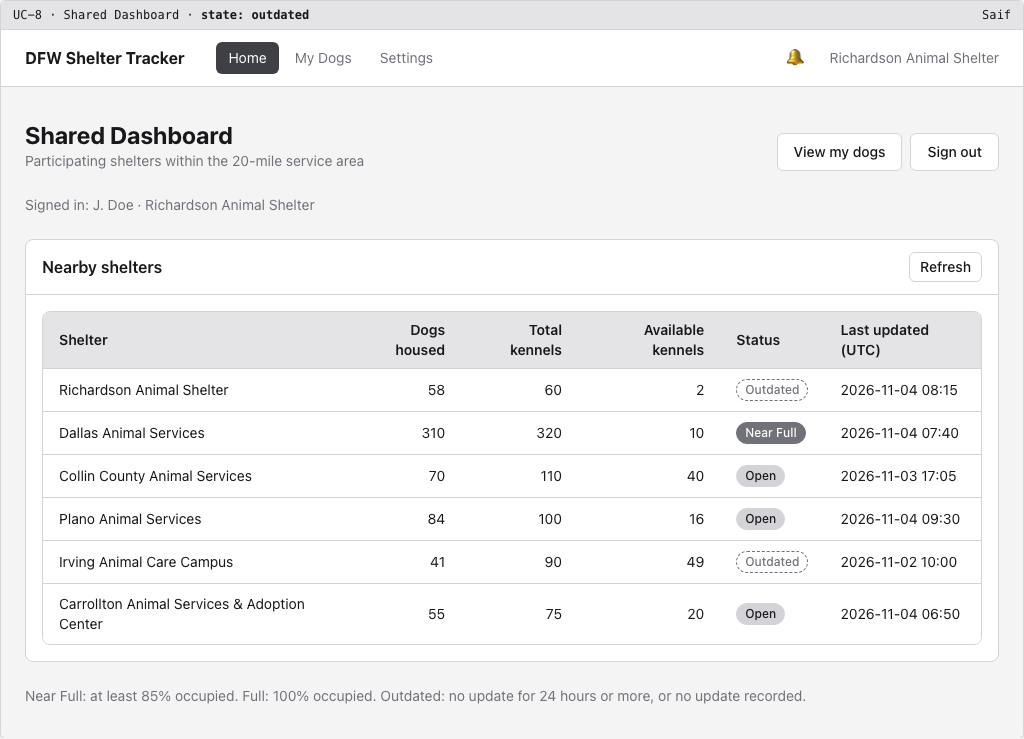 UC-8 · Shared Dashboard · state: outdated Saif
DFW Shelter Tracker Home My Dogs Settings Richardson Animal Shelter
Shared Dashboard
Participating shelters within the 20-mile service area
View my dogs Sign out
Signed in: J. Doe · Richardson Animal Shelter
Nearby shelters Refresh
Shelter Dogs housed Total kennels Available kennels Status Last updated (UTC)
Richardson Animal Shelter 58 60 2 Outdated 2026-11-04 08:15
Dallas Animal Services 310 320 10 Near Full 2026-11-04 07:40
Collin County Animal Services 70 110 40 Open 2026-11-03 17:05
Plano Animal Services 84 100 16 Open 2026-11-04 09:30
Irving Animal Care Campus 41 90 49 Outdated 2026-11-02 10:00
Carrollton Animal Services & Adoption Center 55 75 20 Open 2026-11-04 06:50
Near Full: at least 85% occupied. Full: 100% occupied. Outdated: no update for 24 hours or more, or no update recorded.